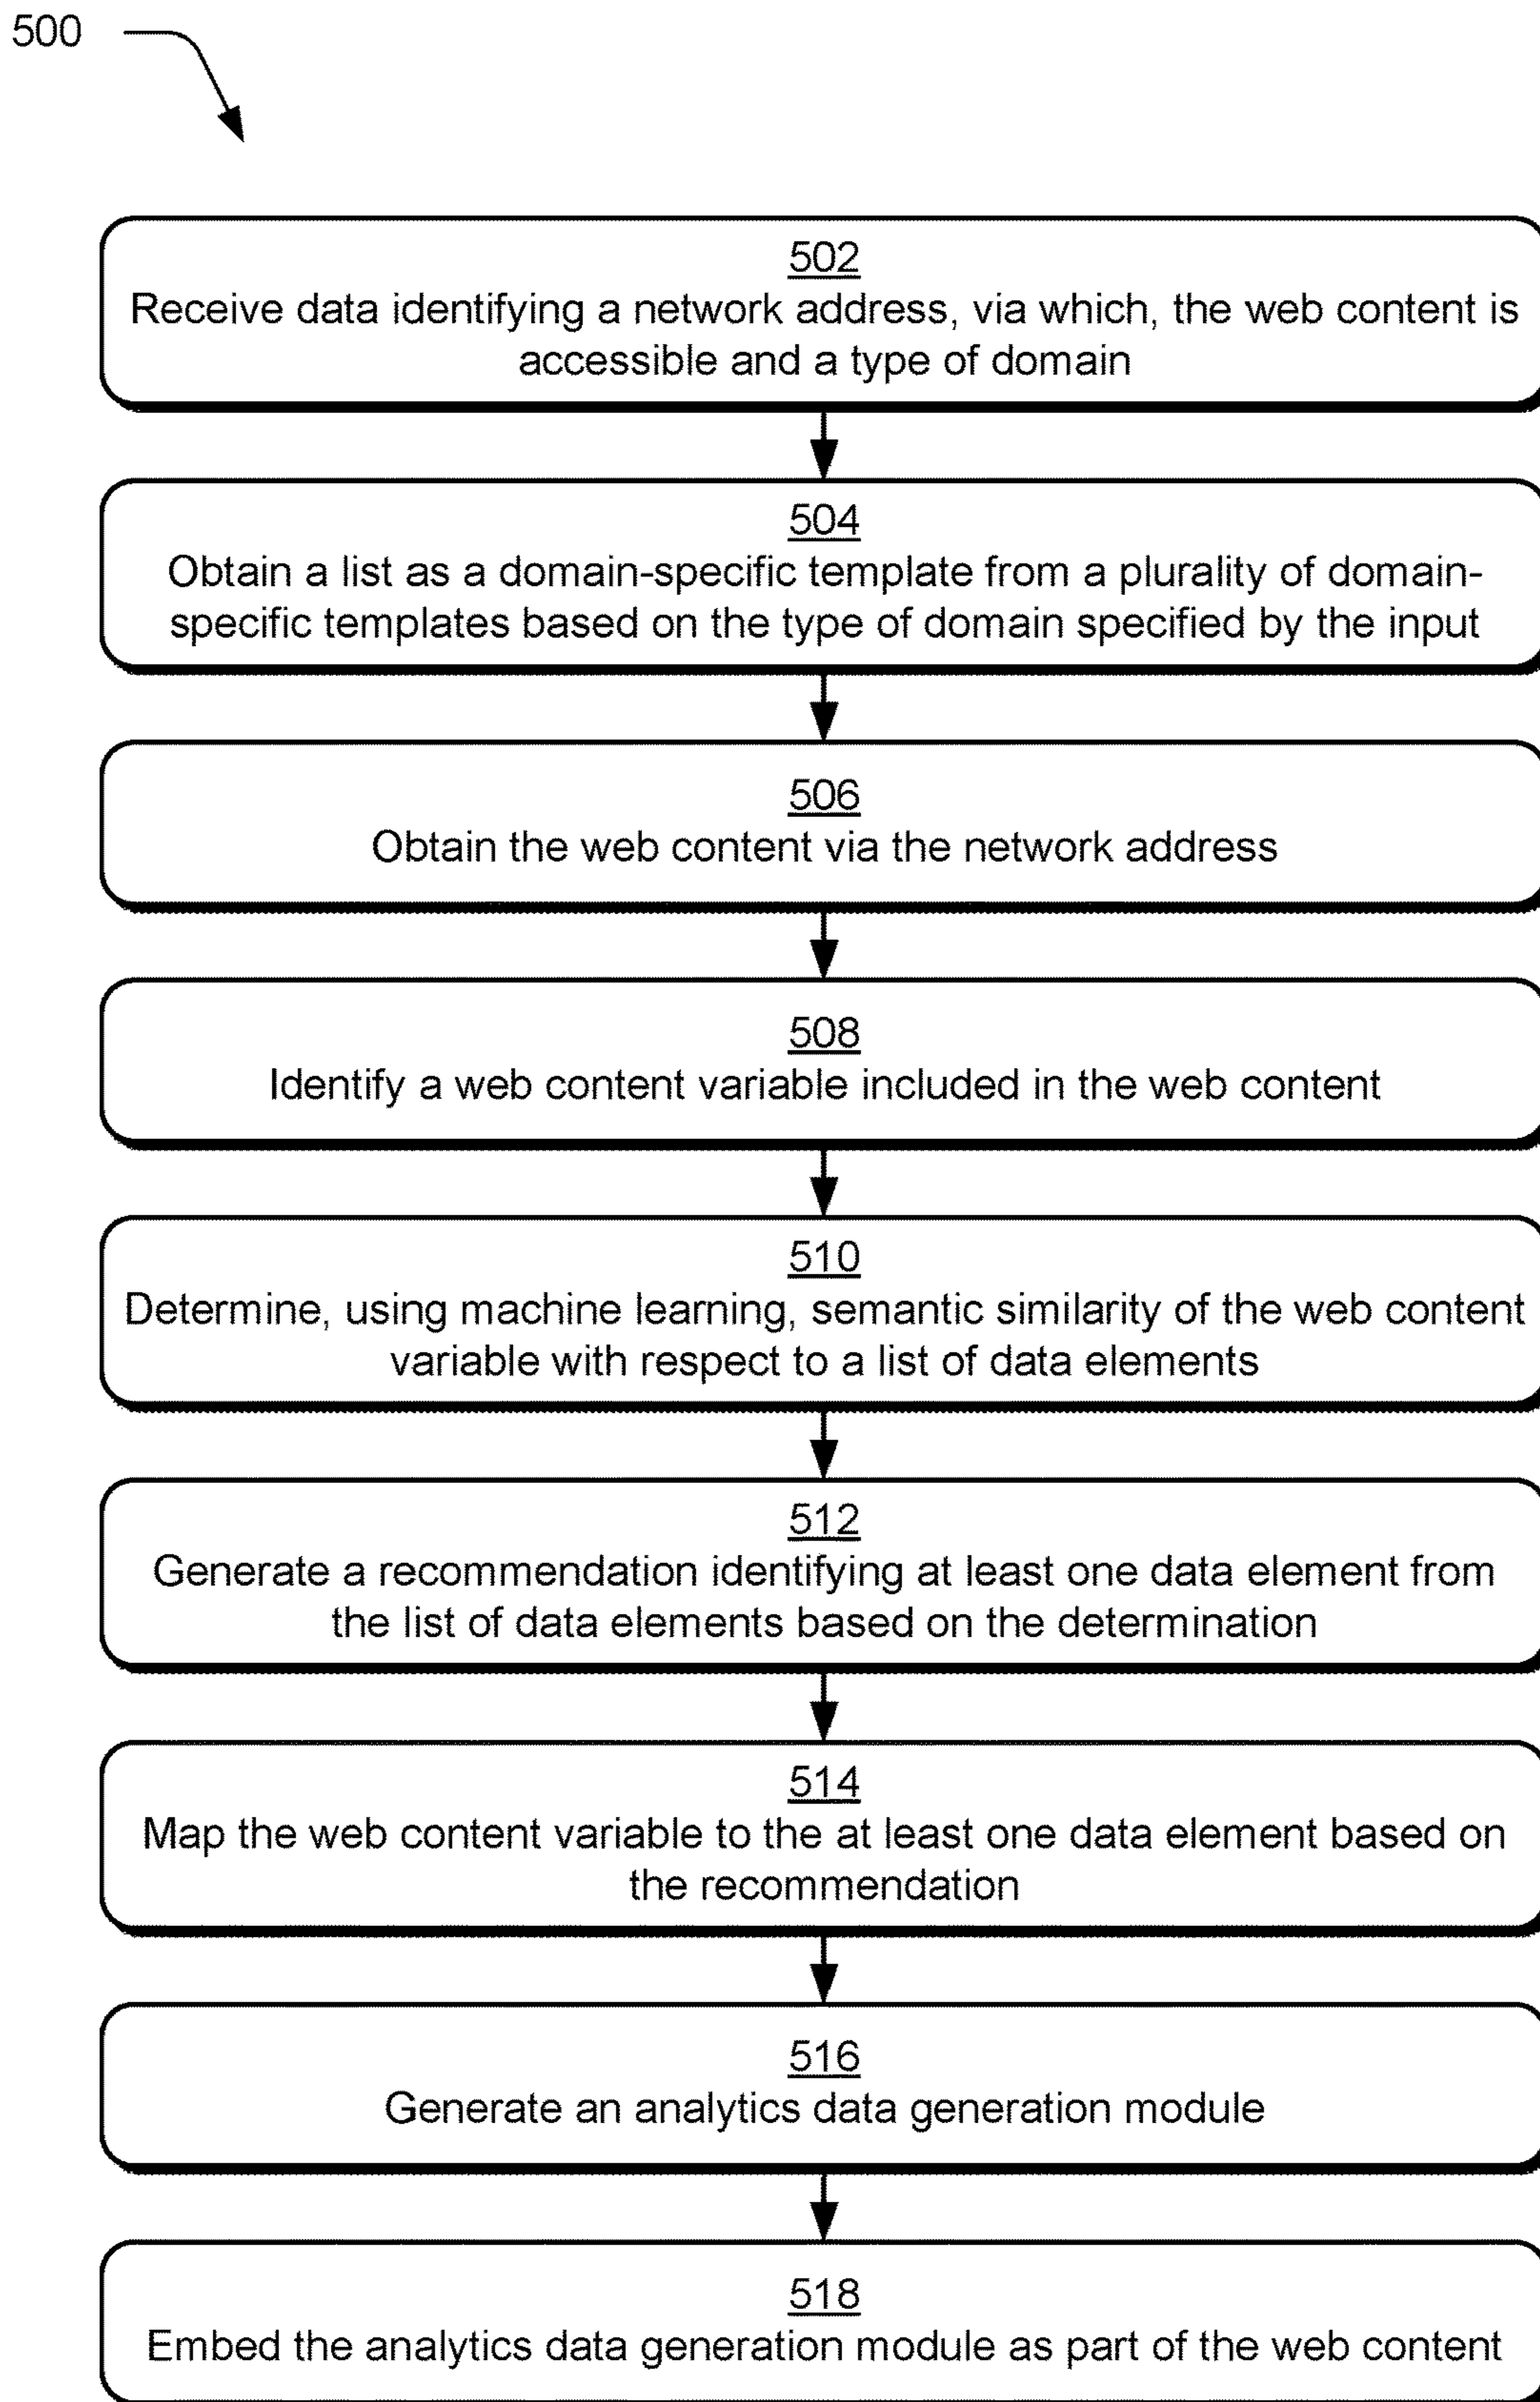 500
502
Receive data identifying a network address, via which, the web content is
accessible and a type of domain
504
Obtain a list as a domain-specific template from a plurality of domain-
specific templates based on the type of domain specified by the input
506
Obtain the web content via the network address
508
Identify a web content variable included in the web content
510
Determine, using machine learning, semantic similarity of the web content
variable with respect to a list of data elements
512
Generate a recommendation identifying at least one data element from
the list of data elements based on the determination
514
Map the web content variable to the at least one data element based on
the recommendation
516
Generate an analytics data generation module
518
Embed the analytics data generation module as part of the web content